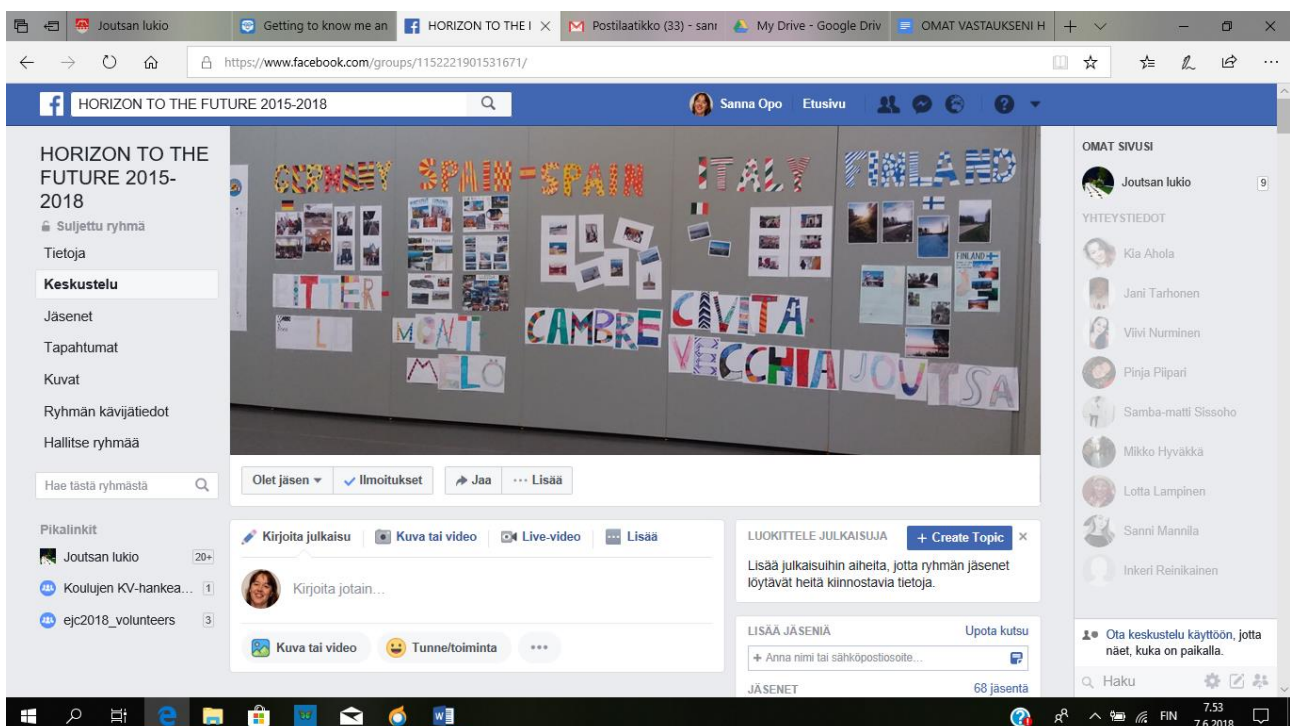 Joutsan lukio
Getting to know me an
HORIZON TO THE I
Postilaatikko (33) - sanr
My Drive - Google Driv
OMAT VASTAUKSENI H
https://www.facebook.com/groups/1152221901531671/
HORIZON TO THE FUTURE 2015-2018
Sanna Opo
Etusivu
HORIZON TO THE
FUTURE 2015-
2018
Suljettu ryhmä
Tietoja
Keskustelu
Jäsenet
Tapahtumat
Kuvat
Ryhmän kävijätiedot
Hallitse ryhmää
Hae tästä ryhmästä
Pikalinkit
Joutsan lukio 20+
Koulujen KV-hankea... 1
ejc2018_volunteers 3
GERMANY SPAIN-SPAIN ITALY FINLAND
FINLAND
ITTER-
L
MONT
MELÓ
CAMBRE
CIVITA-
VECCHIA
JOUTSA
Olet jäsen
Ilmoitukset
Jaa
Lisää
Kirjoita julkaisu
Kuva tai video
Live-video
Lisää
Kirjoita jotain...
Kuva tai video
Tunne/toiminta
LUOKITTELE JULKAISUJA
+ Create Topic
Lisää julkaisuihin aiheita, jotta ryhmän jäsenet
löytävät heitä kiinnostavia tietoja.
LISÄÄ JÄSENIÄ
Upota kutsu
+ Anna nimi tai sähköpostiosoite...
JÄSENET
68 jäsentä
OMAT SIVUSI
Joutsan lukio 9
YHTEYSTIEDOT
Kia Ahola
Jani Tarhonen
Viivi Nurminen
Pinja Piipari
Samba-matti Sissoho
Mikko Hyväkkä
Lotta Lampinen
Sanni Mannila
Inkeri Reinikainen
Ota keskustelu käyttöön, jotta
näet, kuka on paikalla.
Haku
FIN
7.53
7.6.2018